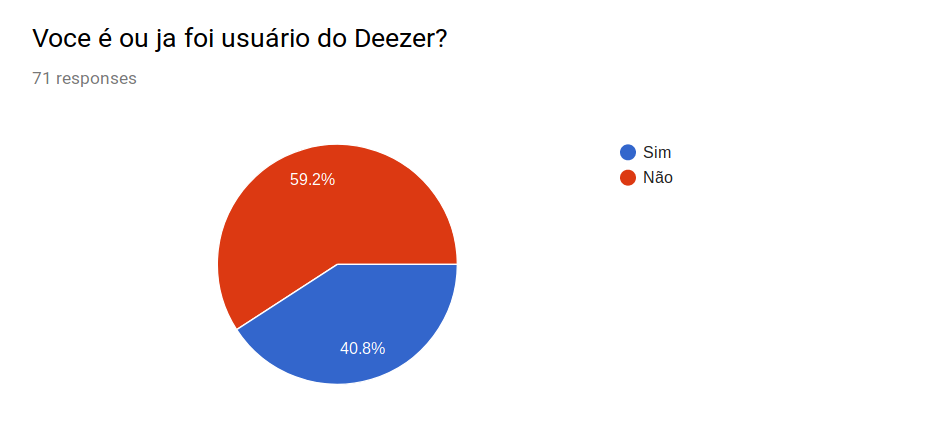 Voce é ou ja foi usuário do Deezer?
71 responses
Sim
Não
59.2%
40.8%